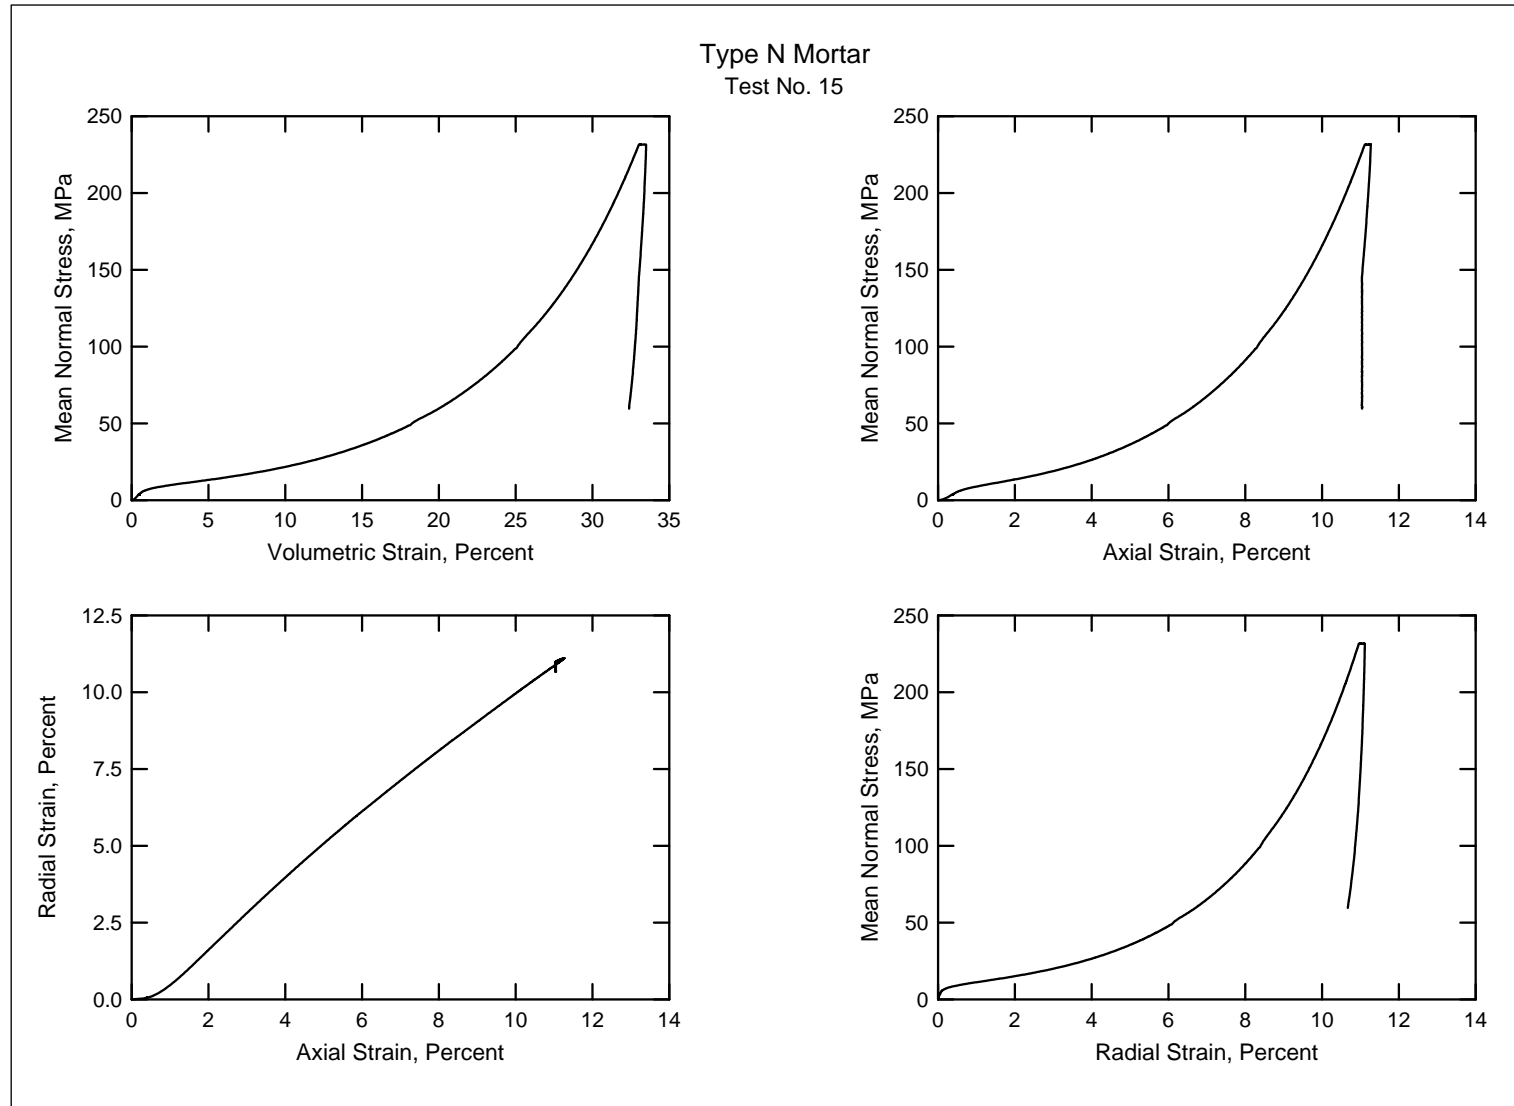 Type N Mortar
Test No. 15
250
200
150
100
50
0
Mean Normal Stress, MPa
0 5 10 15 20 25 30 35
Volumetric Strain, Percent
250
200
150
100
50
0
Mean Normal Stress, MPa
0 2 4 6 8 10 12 14
Axial Strain, Percent
12.5
10.0
7.5
5.0
2.5
0.0
Radial Strain, Percent
0 2 4 6 8 10 12 14
Axial Strain, Percent
250
200
150
100
50
0
Mean Normal Stress, MPa
0 2 4 6 8 10 12 14
Radial Strain, Percent